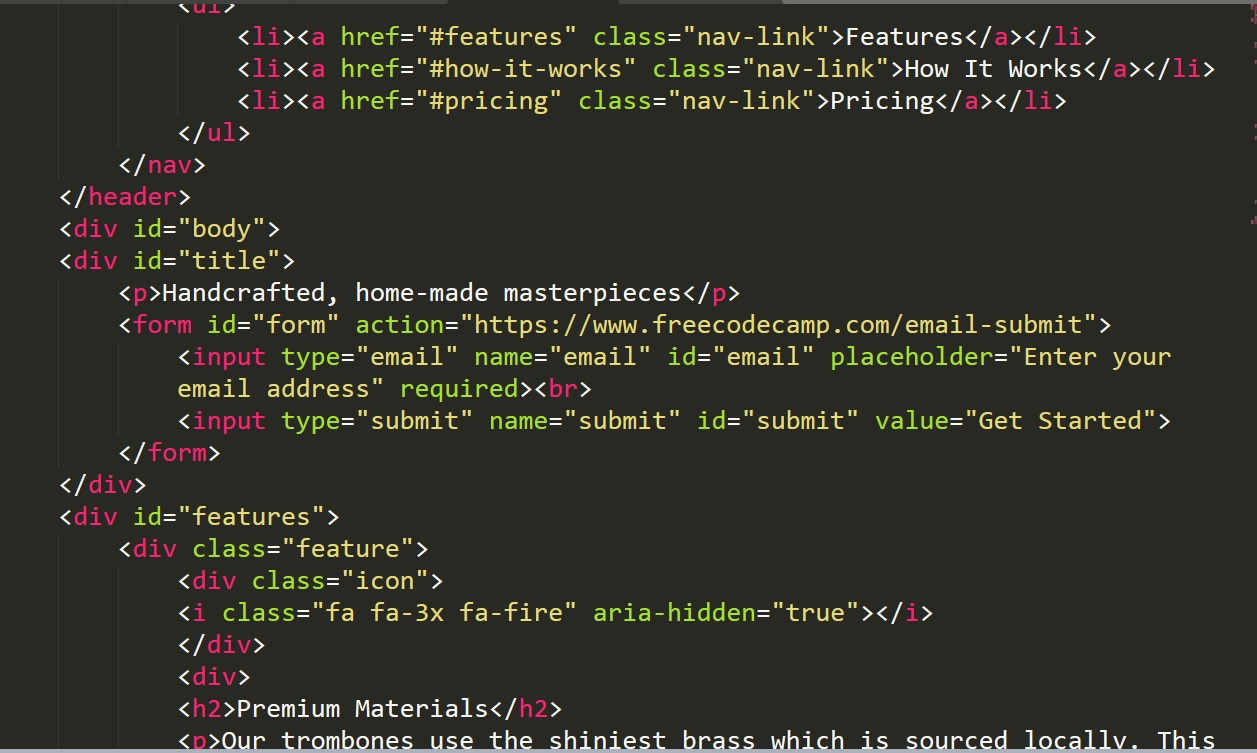 <ul>
<li><a href="#features" class="nav-link">Features</a></li>
<li><a href="#how-it-works" class="nav-link">How It Works</a></li>
<li><a href="#pricing" class="nav-link">Pricing</a></li>
</ul>
</nav>
</header>
<div id="body">
<div id="title">
<p>Handcrafted, home-made masterpieces</p>
<form id="form" action="https://www.freecodecamp.com/email-submit">
<input type="email" name="email" id="email" placeholder="Enter your
email address" required><br>
<input type="submit" name="submit" id="submit" value="Get Started">
</form>
</div>
<div id="features">
<div class="feature">
<div class="icon">
<i class="fa fa-3x fa-fire" aria-hidden="true"></i>
</div>
<div>
<h2>Premium Materials</h2>
<p>Our trombones use the shiniest brass which is sourced locally. This